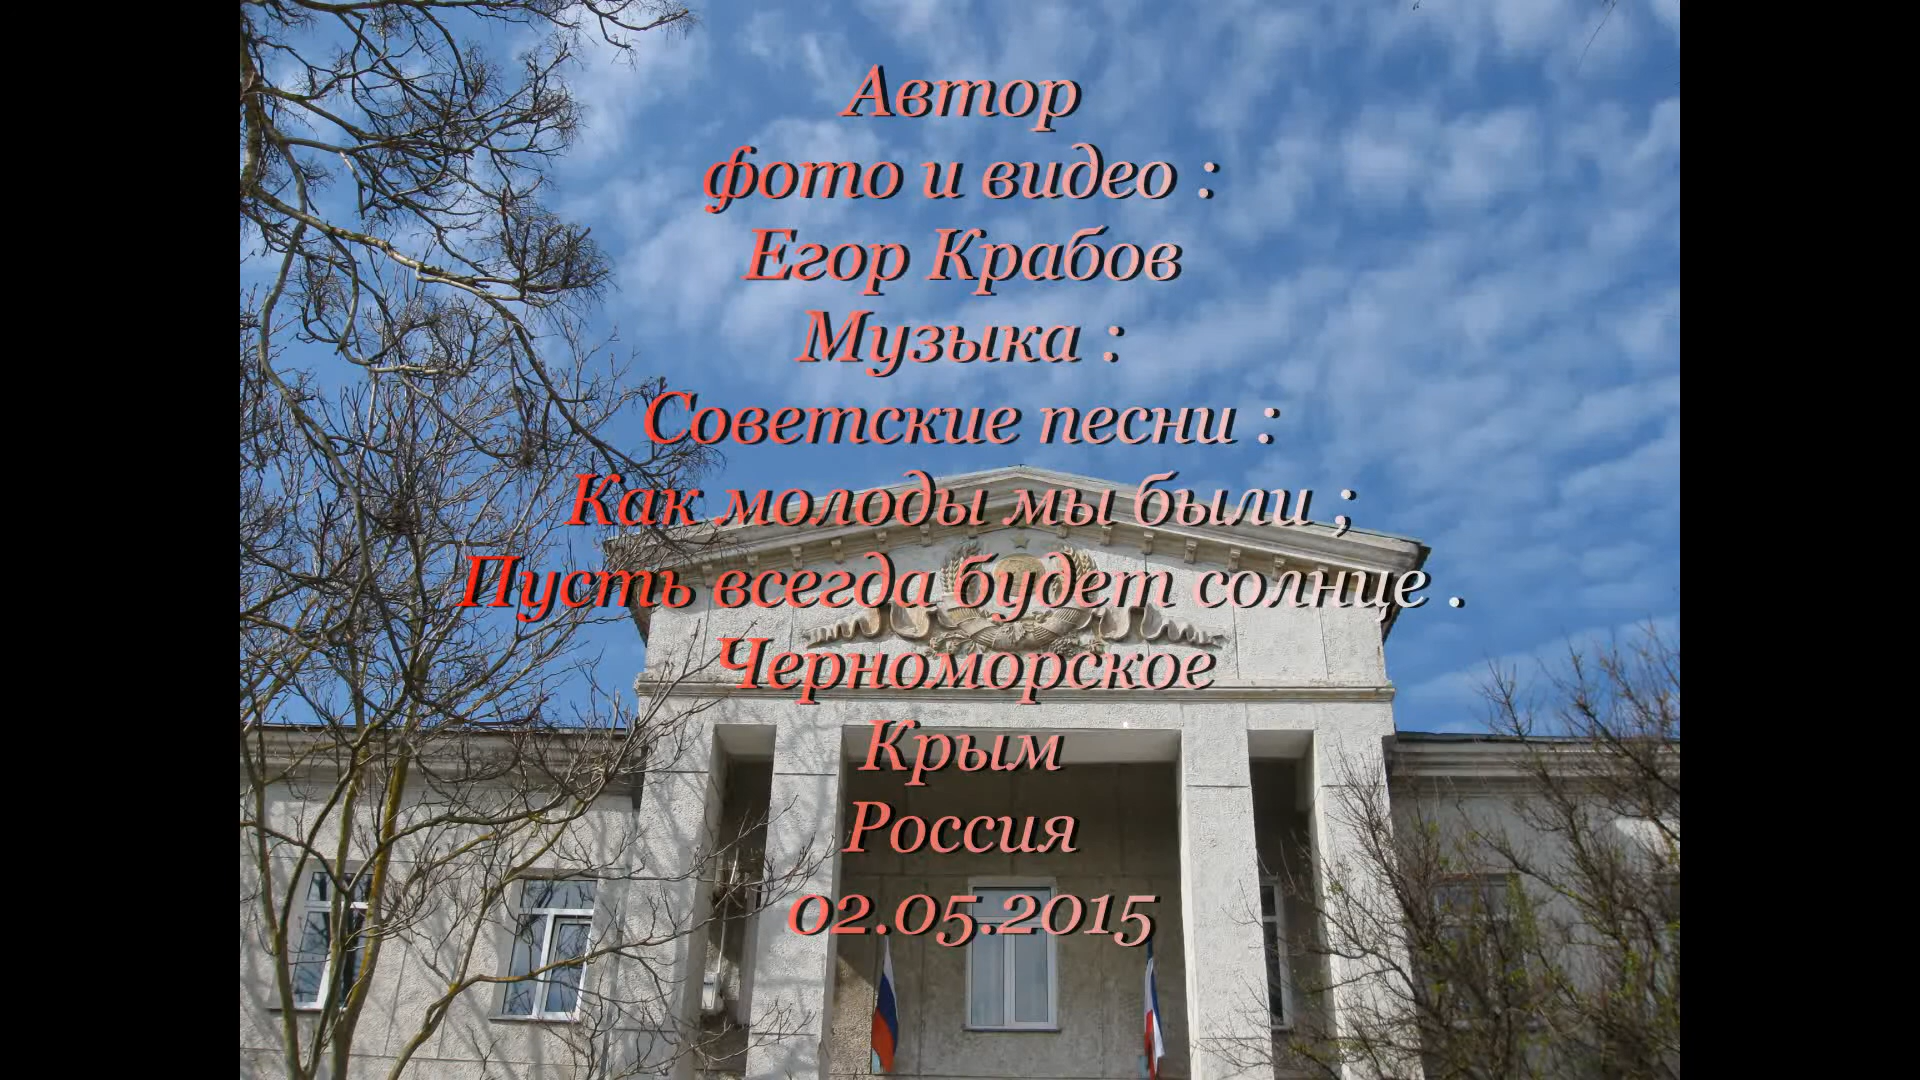 Автор
фото и видео :
Егор Крабов
Музыка :
Советские песни :
Как молоды мы были ;
Пусть всегда будет солнце .
Черноморское
Крым
Россия
02.05.2015